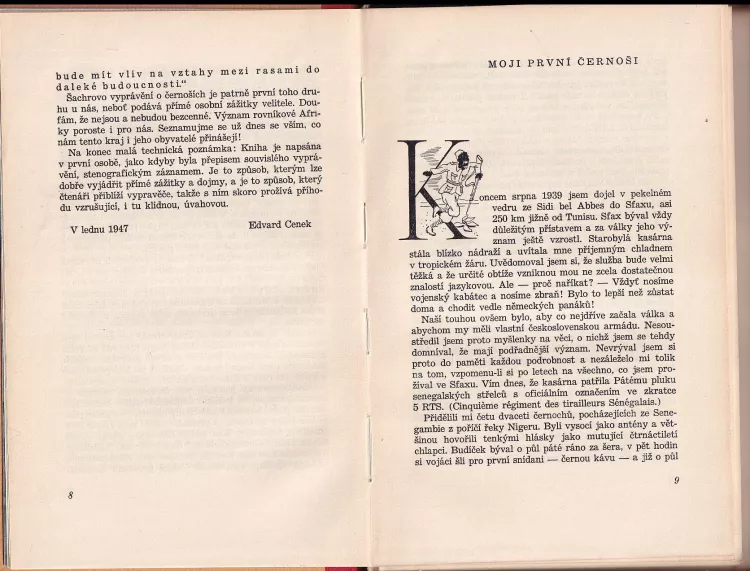 bude mít vliv na vztahy mezi rasami do
daleké budoucnosti.“
Šachrovo vyprávění o černoších je patrně první toho dru-
hu u nás, neboť podává přímé osobní zážitky velitele. Dou-
fám, že nejsou a nebudou bezcenné. Význam rovníkové Afri-
ky poroste i pro nás. Seznamujme se už dnes se vším, co
nám tento kraj i jeho obyvatelé přinášejí!
Na konec malá technická poznámka: Kniha je napsána
v první osobě, jako kdyby byla přepisem souvislého vyprá-
vění, stenografickým záznamem. Je to způsob, kterým lze
dobře vyjádřit přímé zážitky a dojmy, a je to způsob, který
čtenáři přiblíží vypravěče, takže s ním skoro prožívá přího-
du vzrušující, i tu klidnou, úvahovou.
V lednu 1947 Edvard Cenek
8
MOJI PRVNÍ ČERNOŠI
Koncem srpna 1939 jsem dojel v pekelném
vedru ze Sidi bel Abbes do Sfaxu, asi
250 km jižně od Tunisu. Sfax býval vždy
důležitým přístavem a za války jeho vý-
znam ještě vzrostl. Starobylá kasárna
stála blízko nádraží a uvítala mne příjemným chladnem
v tropickém žáru. Uvědomoval jsem si, že služba bude velmi
těžká a že určité obtíže vzniknou mou ne zcela dostatečnou
znalostí jazykovou. Ale — proč naříkat? — Vždyť nosíme
vojenský kabátec a nosíme zbraň! Bylo to lepší než zůstat
doma a chodit vedle německých panáků!
Naší touhou ovšem bylo, aby co nejdříve začala válka a
abychom my měli vlastní československou armádu. Nesou-
středil jsem proto myšlenky na věci, o nichž jsem se tehdy
domníval, že mají podřadnější význam. Nevrýval jsem si
proto do paměti každou podrobnost a nezáleželo mi tolik
na tom, vzpomenu-li si po letech na všechno, co jsem pro-
žíval ve Sfaxu. Vím dnes, že kasárna patřila Pátému pluku
senegalských střelců s oficiálním označením ve zkratce
5 RTS. (Cinquième régiment des tirailleurs Sénégalais.)
Přidělili mi četu dvaceti černochů, pocházejících ze Sene-
gambie z poříčí řeky Nigeru. Byli vysocí jako antény a vět-
šinou hovořili tenkými hlásky jako mutující čtrnáctiletí
chlapci. Budíček býval o půl páté ráno za šera, v pět hodin
si vojáci šli pro první snídani — černou kávu — a již o půl
9